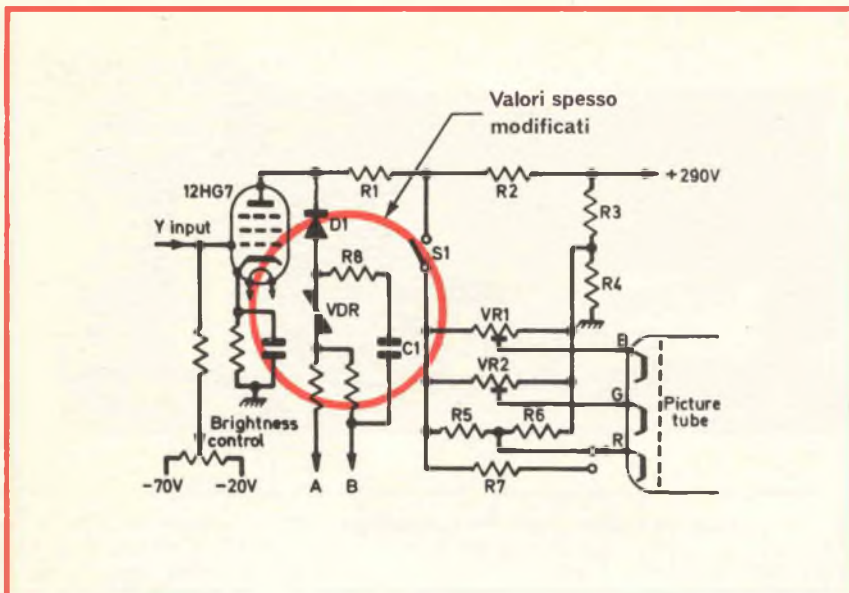 Valori spesso
modificati
12HG7
R1
R2
+290V
Y input
D1
R3
S1
R8
R4
VDR
VR1
C1
B
VR2
G
Picture
tube
R5
R6
Brightness
control
R
-70V
-20V
A
B
R7